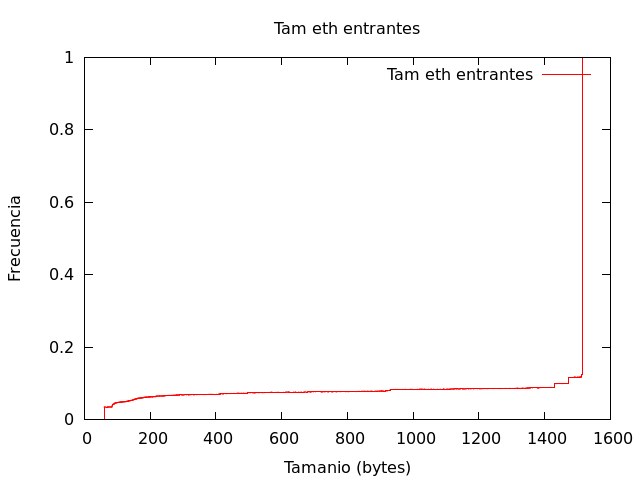 Tam eth entrantes
Tam eth entrantes
1
0.8
0.6
0.4
0.2
0
Frecuencia
0 200 400 600 800 1000 1200 1400 1600
Tamanio (bytes)